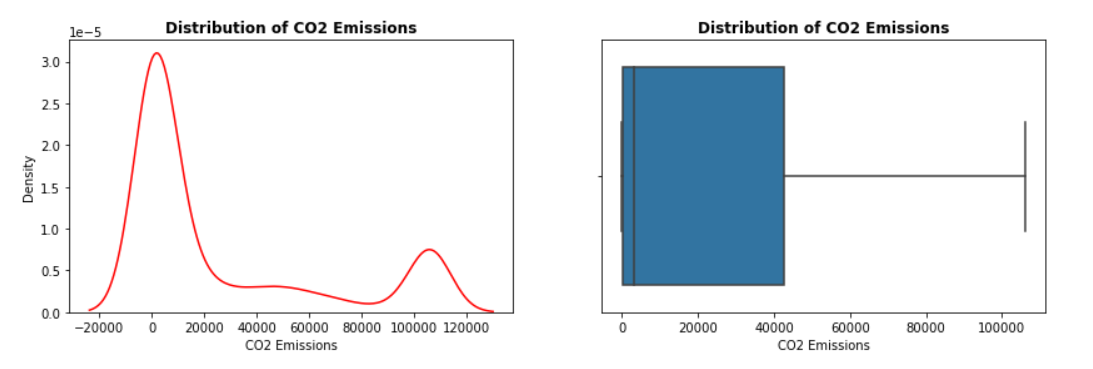 Distribution of CO2 Emissions
1e−5
3.0
2.5
2.0
1.5
1.0
0.5
0.0
Density
−20000 0 20000 40000 60000 80000 100000 120000
CO2 Emissions
Distribution of CO2 Emissions
0 20000 40000 60000 80000 100000
CO2 Emissions